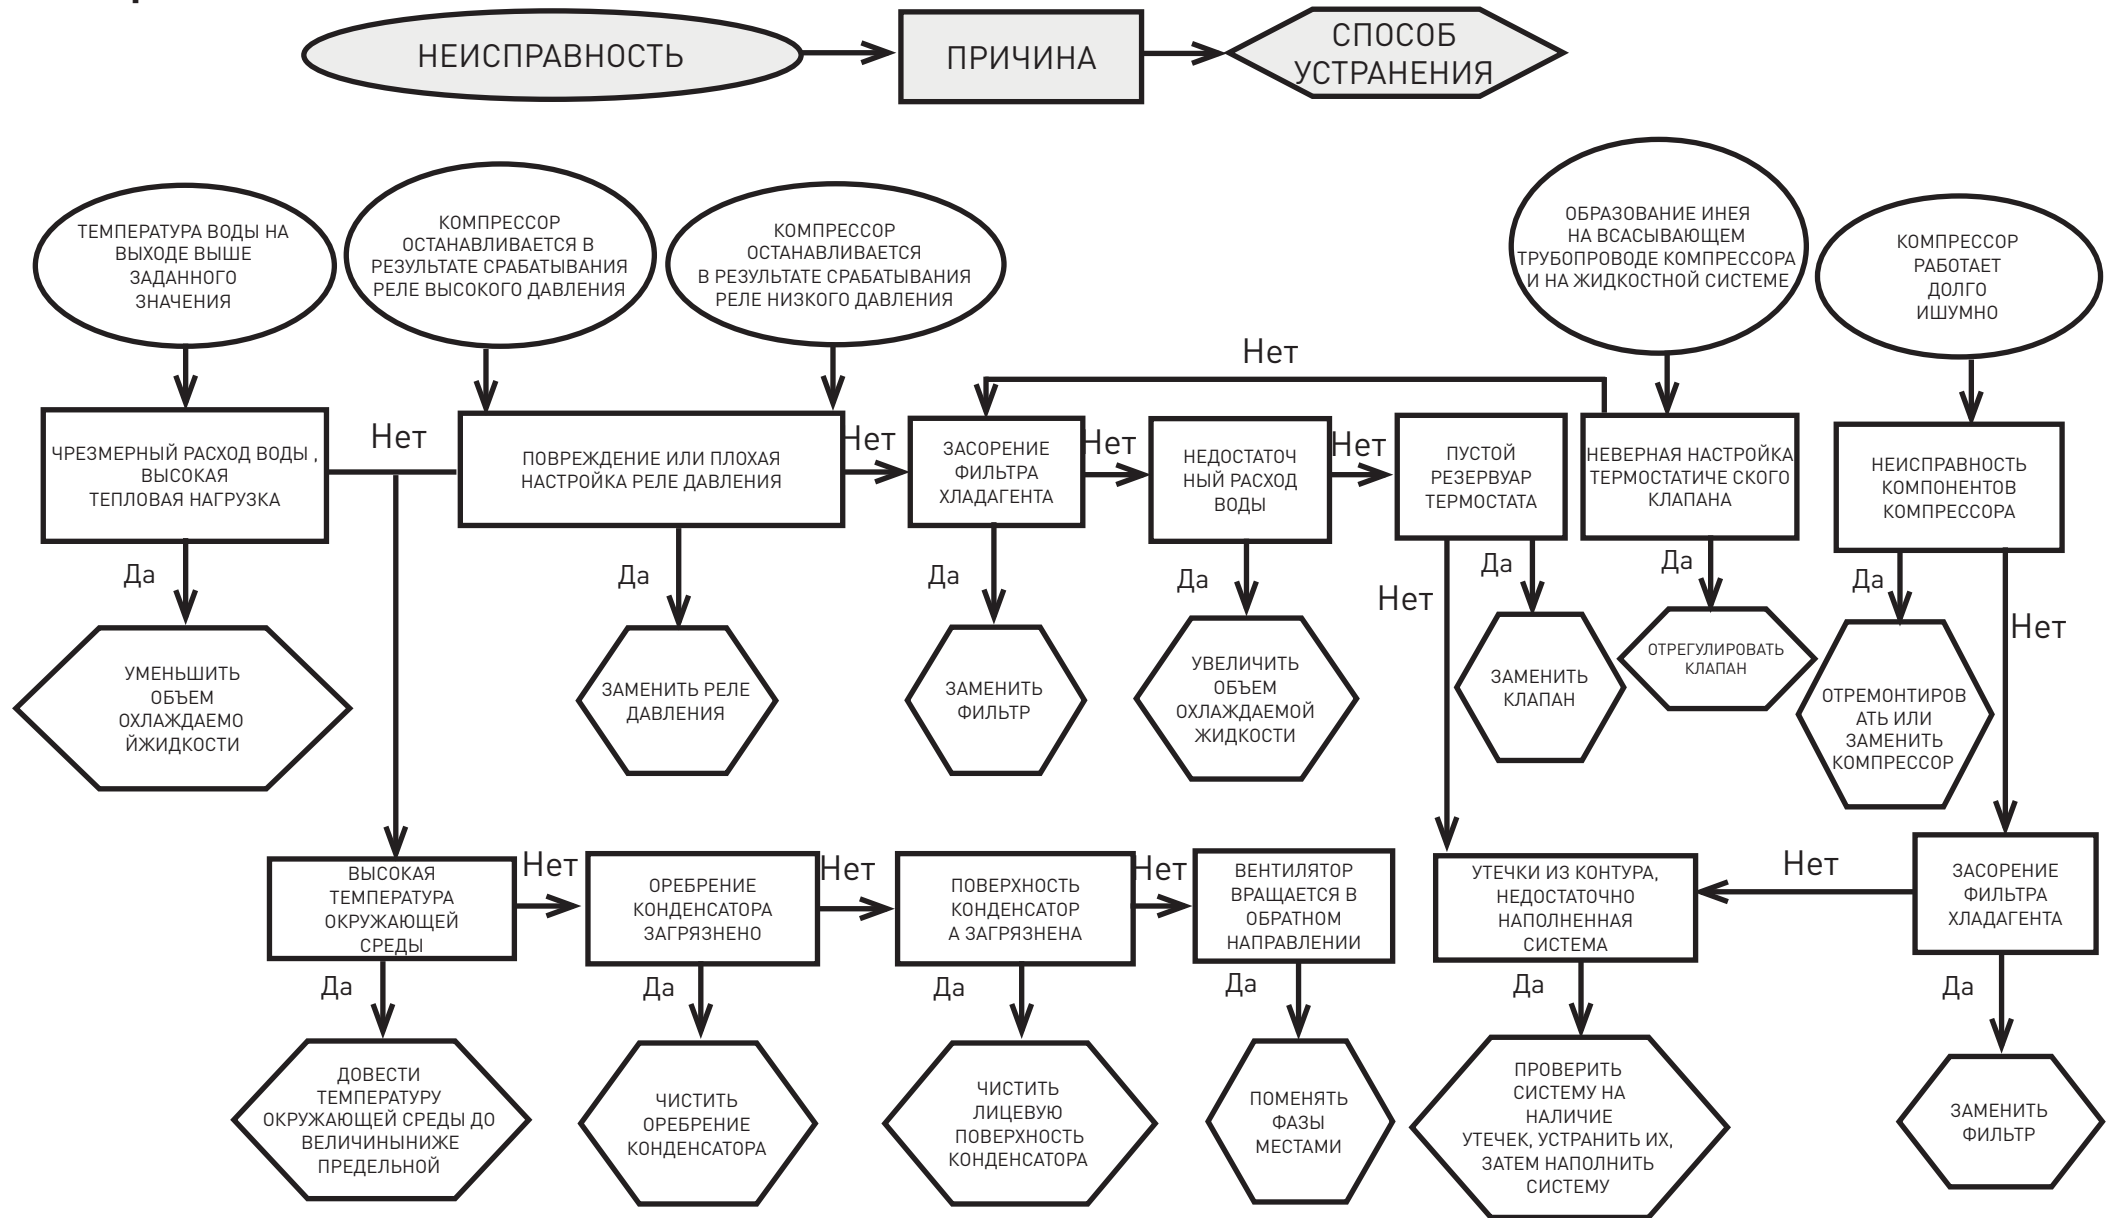 НЕИСПРАВНОСТЬ
ПРИЧИНА
СПОСОБ
УСТРАНЕНИЯ
ТЕМПЕРАТУРА ВОДЫ НА
ВЫХОДЕ ВЫШЕ
ЗАДАННОГО
ЗНАЧЕНИЯ
КОМПРЕССОР
ОСТАНАВЛИВАЕТСЯ В
РЕЗУЛЬТАТЕ СРАБАТЫВАНИЯ
РЕЛЕ ВЫСОКОГО ДАВЛЕНИЯ
КОМПРЕССОР
ОСТАНАВЛИВАЕТСЯ
В РЕЗУЛЬТАТЕ СРАБАТЫВАНИЯ
РЕЛЕ НИЗКОГО ДАВЛЕНИЯ
ОБРАЗОВАНИЕ ИНЕЯ
НА ВСАСЫВАЮЩЕМ
ТРУБОПРОВОДЕ КОМПРЕССОРА
И НА ЖИДКОСТНОЙ СИСТЕМЕ
КОМПРЕССОР
РАБОТАЕТ
ДОЛГО
ИШУМНО
Нет
ЧРЕЗМЕРНЫЙ РАСХОД ВОДЫ ,
ВЫСОКАЯ
ТЕПЛОВАЯ НАГРУЗКА
Нет
ПОВРЕЖДЕНИЕ ИЛИ ПЛОХАЯ
НАСТРОЙКА РЕЛЕ ДАВЛЕНИЯ
Нет
ЗАСОРЕНИЕ
ФИЛЬТРА
ХЛАДАГЕНТА
Нет
НЕДОСТАТОЧ
НЫЙ РАСХОД
ВОДЫ
Нет
ПУСТОЙ
РЕЗЕРВУАР
ТЕРМОСТАТА
НЕВЕРНАЯ НАСТРОЙКА
ТЕРМОСТАТИЧЕ СКОГО
КЛАПАНА
НЕИСПРАВНОСТЬ
КОМПОНЕНТОВ
КОМПРЕССОРА
Да
Да
Да
Да
Нет
Да
Да
Да
Нет
УМЕНЬШИТЬ
ОБЪЕМ
ОХЛАЖДАЕМО
ЙЖИДКОСТИ
ЗАМЕНИТЬ РЕЛЕ
ДАВЛЕНИЯ
ЗАМЕНИТЬ
ФИЛЬТР
УВЕЛИЧИТЬ
ОБЪЕМ
ОХЛАЖДАЕМОЙ
ЖИДКОСТИ
ЗАМЕНИТЬ
КЛАПАН
ОТРЕГУЛИРОВАТЬ
КЛАПАН
ОТРЕМОНТИРОВ
АТЬ ИЛИ
ЗАМЕНИТЬ
КОМПРЕССОР
ВЫСОКАЯ
ТЕМПЕРАТУРА
ОКРУЖАЮЩЕЙ
СРЕДЫ
Нет
ОРЕБРЕНИЕ
КОНДЕНСАТОРА
ЗАГРЯЗНЕНО
Нет
ПОВЕРХНОСТЬ
КОНДЕНСАТОР
А ЗАГРЯЗНЕНА
Нет
ВЕНТИЛЯТОР
ВРАЩАЕТСЯ В
ОБРАТНОМ
НАПРАВЛЕНИИ
УТЕЧКИ ИЗ КОНТУРА,
НЕДОСТАТОЧНО
НАПОЛНЕННАЯ
СИСТЕМА
Нет
ЗАСОРЕНИЕ
ФИЛЬТРА
ХЛАДАГЕНТА
Да
Да
Да
Да
Да
Да
ДОВЕСТИ
ТЕМПЕРАТУРУ
ОКРУЖАЮЩЕЙ СРЕДЫ ДО
ВЕЛИЧИНЫНИЖЕ
ПРЕДЕЛЬНОЙ
ЧИСТИТЬ
ОРЕБРЕНИЕ
КОНДЕНСАТОРА
ЧИСТИТЬ
ЛИЦЕВУЮ
ПОВЕРХНОСТЬ
КОНДЕНСАТОРА
ПОМЕНЯТЬ
ФАЗЫ
МЕСТАМИ
ПРОВЕРИТЬ
СИСТЕМУ НА
НАЛИЧИЕ
УТЕЧЕК, УСТРАНИТЬ ИХ,
ЗАТЕМ НАПОЛНИТЬ
СИСТЕМУ
ЗАМЕНИТЬ
ФИЛЬТР